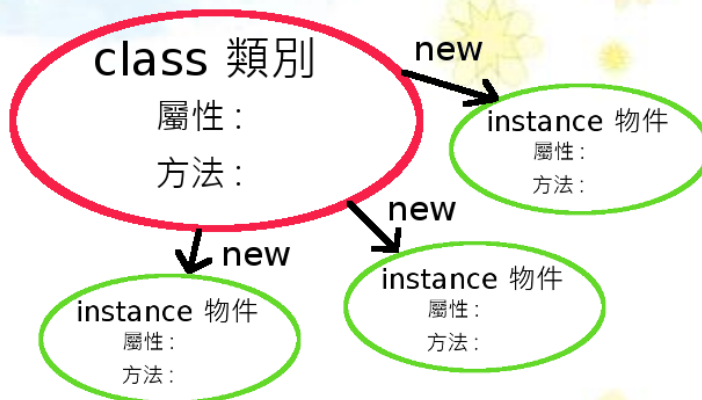 class 類別
屬性 :
方法 :
new
instance 物件
屬性 :
方法 :
new
instance 物件
屬性 :
方法 :
new
instance 物件
屬性 :
方法 :